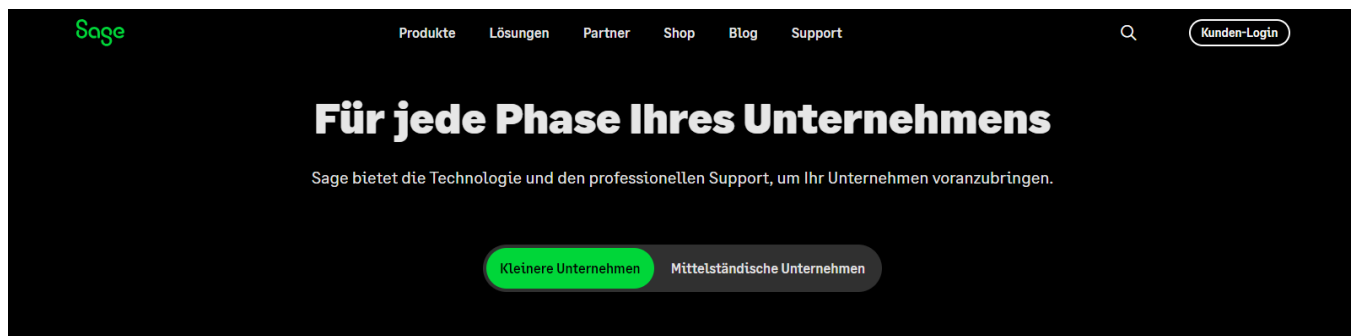 Sage Produkte Lösungen Partner Shop Blog Support Kunden-Login
Für jede Phase Ihres Unternehmens
Sage bietet die Technologie und den professionellen Support, um Ihr Unternehmen voranzubringen.
Kleinere Unternehmen Mittelständische Unternehmen